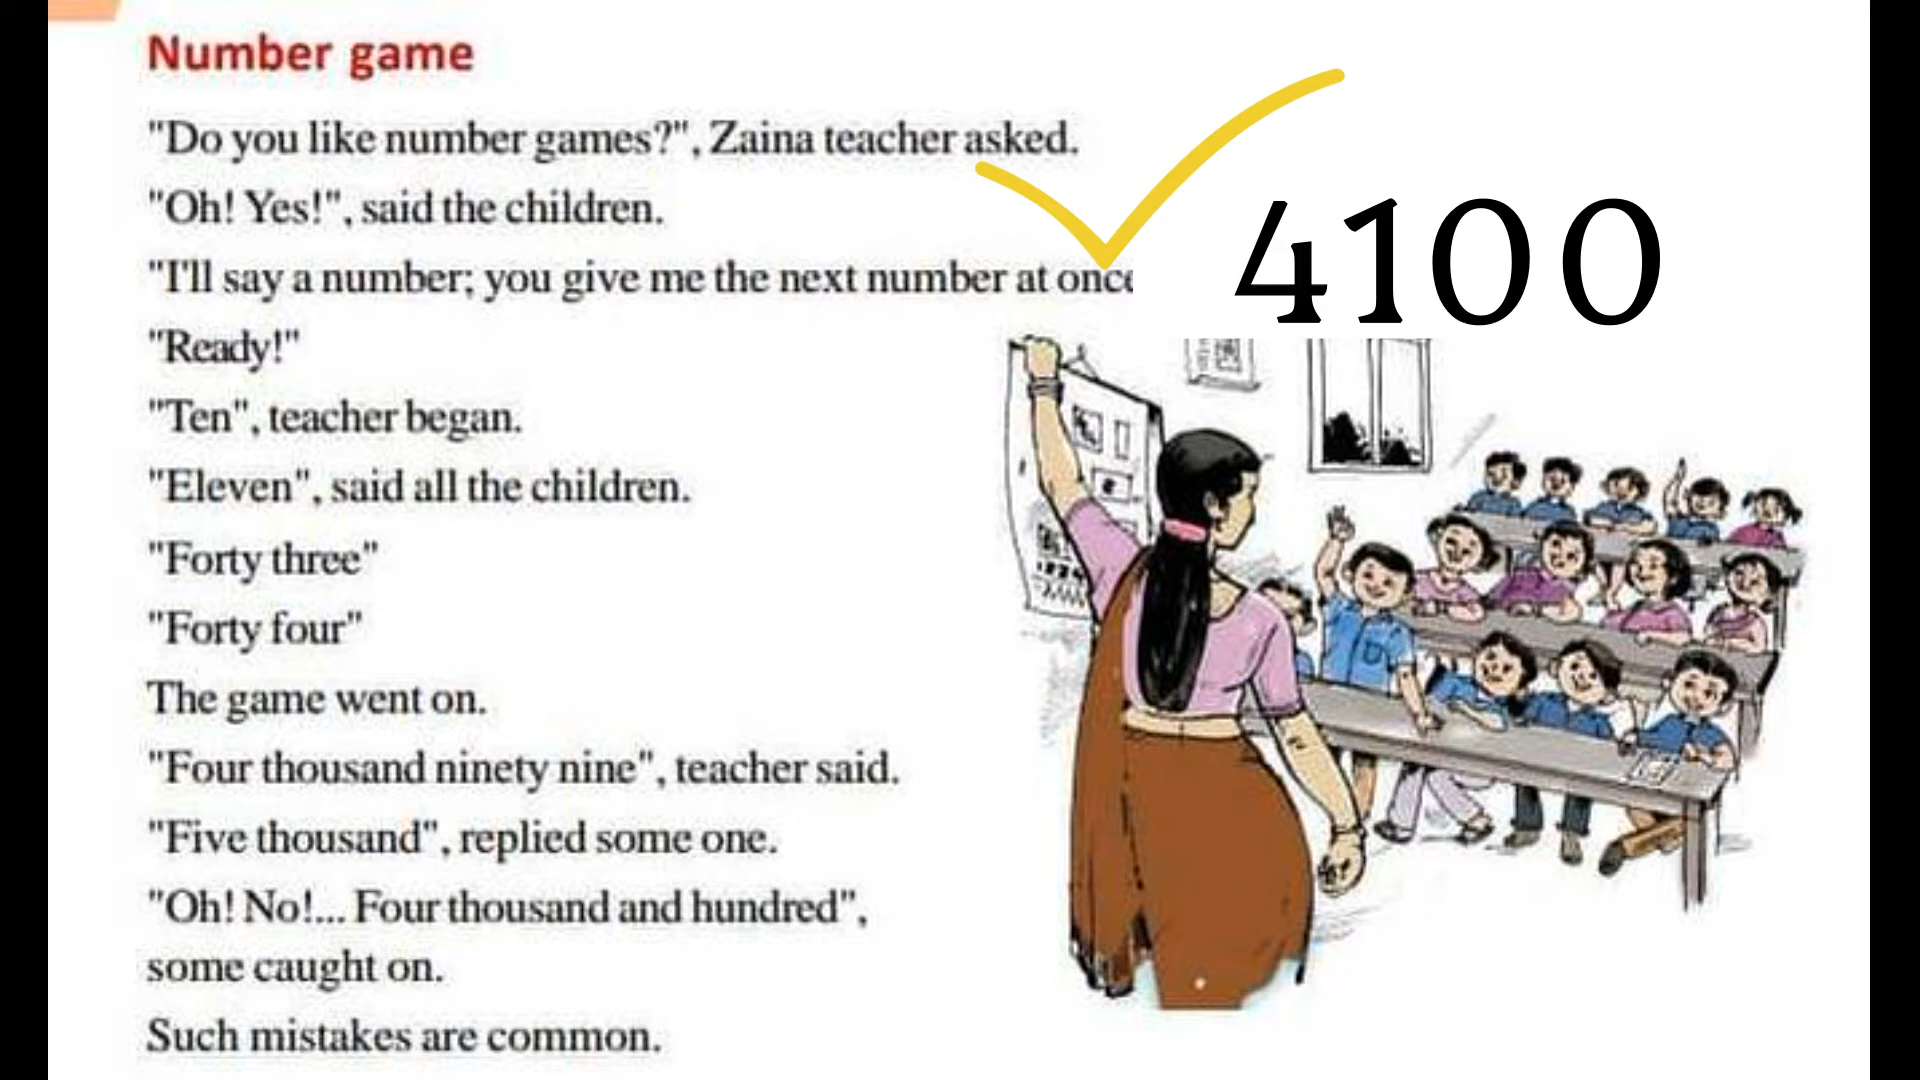 Number game
"Do you like number games?", Zaina teacher asked.
"Oh! Yes!", said the children.
"I'll say a number; you give me the next number at once
4100
"Ready!"
"Ten", teacher began.
"Eleven", said all the children.
"Forty three"
"Forty four"
The game went on.
"Four thousand ninety nine", teacher said.
"Five thousand", replied some one.
"Oh! No!... Four thousand and hundred",
some caught on.
Such mistakes are common.